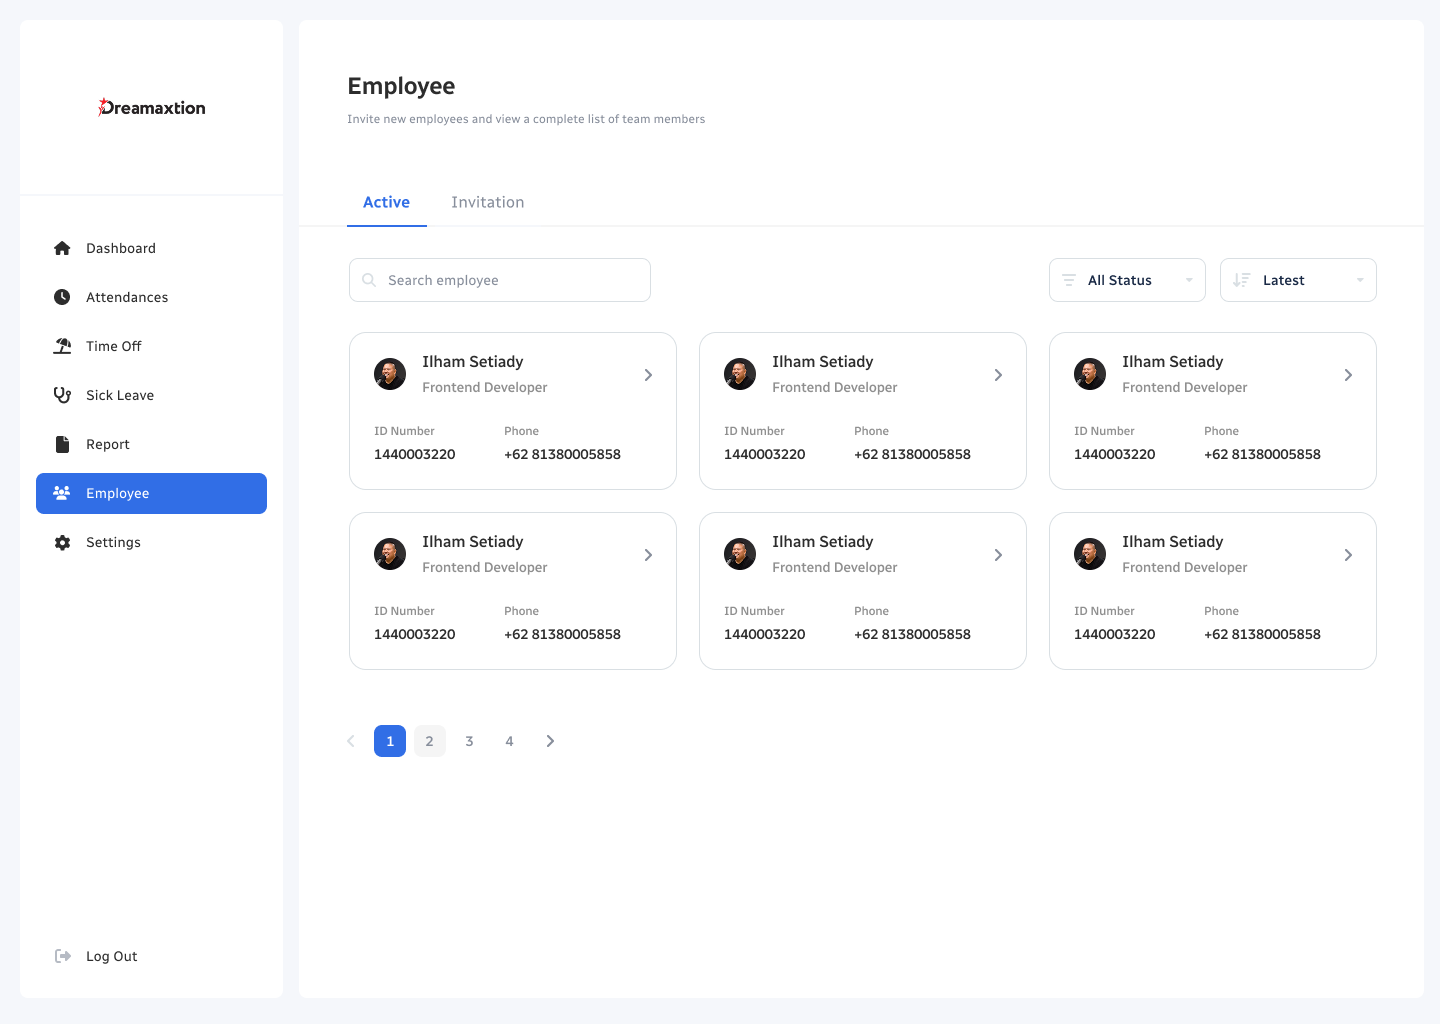 Dreamaxtion
Dashboard
Attendances
Time Off
Sick Leave
Report
Employee
Settings
Log Out
Employee
Invite new employees and view a complete list of team members
Active Invitation
Search employee
All Status
Latest
Ilham Setiady
Frontend Developer
ID Number Phone
1440003220 +62 81380005858
Ilham Setiady
Frontend Developer
ID Number Phone
1440003220 +62 81380005858
Ilham Setiady
Frontend Developer
ID Number Phone
1440003220 +62 81380005858
Ilham Setiady
Frontend Developer
ID Number Phone
1440003220 +62 81380005858
Ilham Setiady
Frontend Developer
ID Number Phone
1440003220 +62 81380005858
Ilham Setiady
Frontend Developer
ID Number Phone
1440003220 +62 81380005858
1 2 3 4